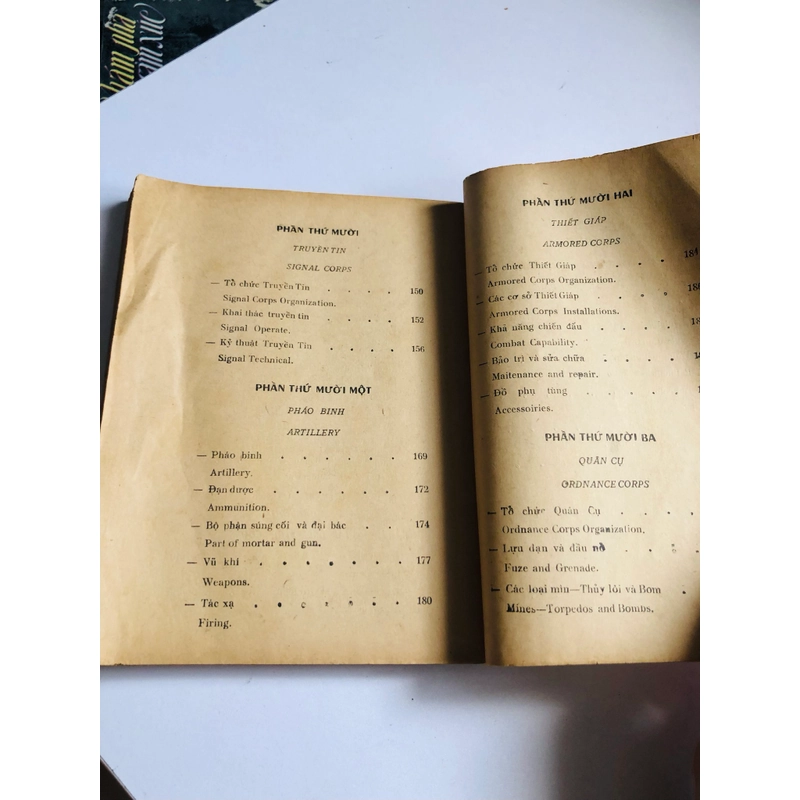 PHẦN THỨ MƯỜI
TRUYỀN TIN
SIGNAL CORPS
— Tổ chức Truyền Tin . . . . 150
Signal Corps Organization.
— Khai thác truyền tin . . . . 152
Signal Operate.
— Kỹ thuật Truyền Tin . . . . 156
Signal Technical.
PHẦN THỨ MƯỜI MỘT
PHÁO BINH
ARTILLERY
— Pháo binh . . . . . . 169
Artillery.
— Đạn dược . . . . . . 172
Ammunition.
— Bộ phận súng cối và đại bác . . 174
Part of mortar and gun.
— Vũ khí . . . . . . . 177
Weapons.
— Tác xạ . . . . . . . 180
Firing.
PHẦN THỨ MƯỜI HAI
THIẾT GIÁP
ARMORED CORPS
— Tổ chức Thiết Giáp . . . . 184
Armored Corps Organization.
— Các cơ sở Thiết Giáp . . . .
Armored Corps Installations.
— Khả năng chiến đấu . . . .
Combat Capability.
— Bảo trì và sửa chữa . . . .
Maitenance and repair.
— Đồ phụ tùng . . . . .
Accessoiries.
PHẦN THỨ MƯỜI BA
QUÂN CỤ
ORDNANCE CORPS
— Tổ chức Quân Cụ . . . .
Ordnance Corps Organization.
— Lựu đạn và đầu nổ . . .
Fuze and Grenade.
— Các loại mìn—Thủy lôi và Bom .
Mines—Torpedos and Bombs.